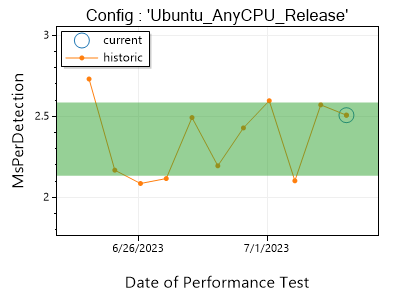 Config : 'Ubuntu_AnyCPU_Release'
3
current
historic
2.5
2
MsPerDetection
6/26/2023
7/1/2023
Date of Performance Test